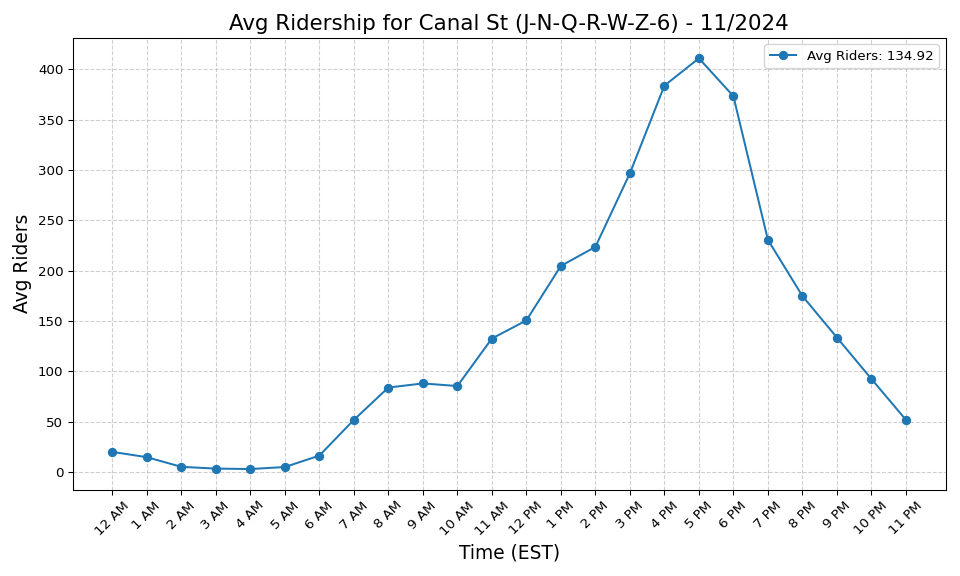 Avg Ridership for Canal St (J-N-Q-R-W-Z-6) - 11/2024
Avg Riders: 134.92
400
350
300
250
200
150
100
50
0
Avg Riders
12 AM
1 AM
2 AM
3 AM
4 AM
5 AM
6 AM
7 AM
8 AM
9 AM
10 AM
11 AM
12 PM
1 PM
2 PM
3 PM
4 PM
5 PM
6 PM
7 PM
8 PM
9 PM
10 PM
11 PM
Time (EST)